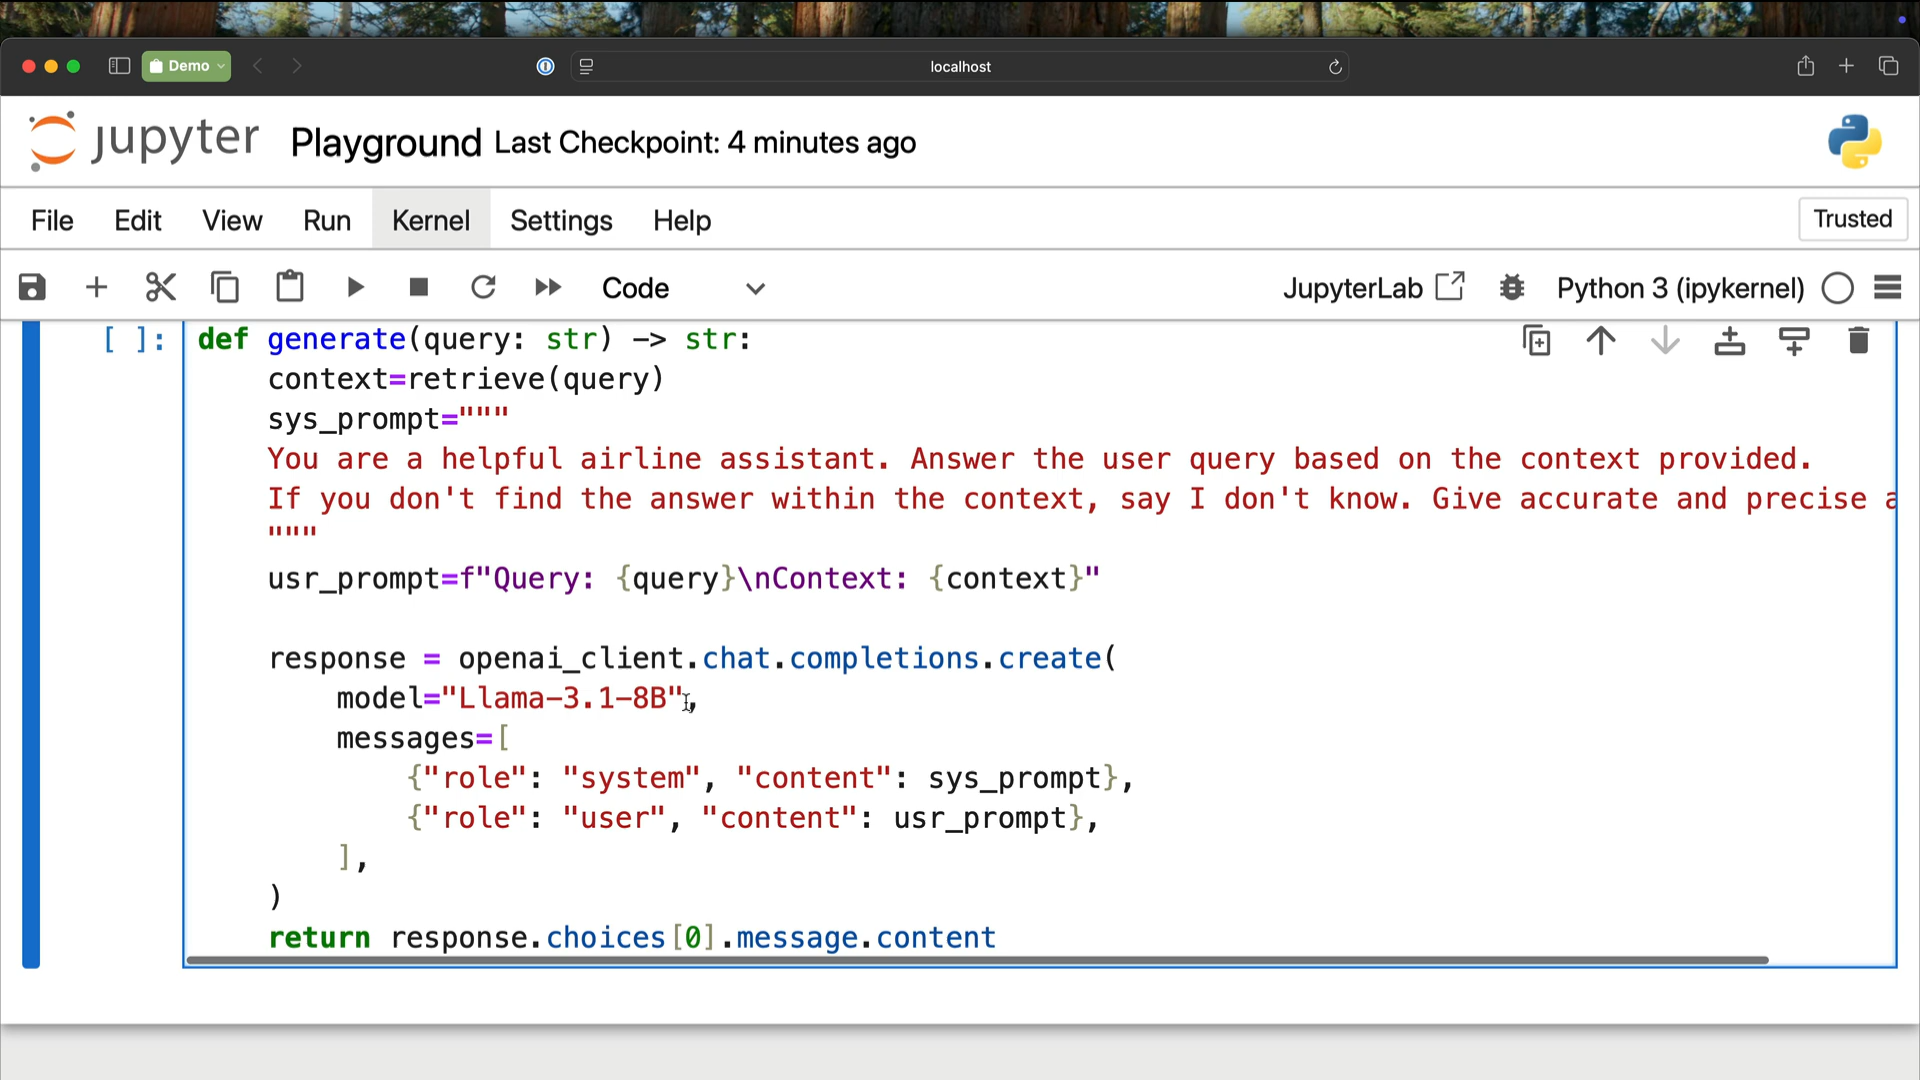 Demo
localhost
jupyter Playground Last Checkpoint: 4 minutes ago
File Edit View Run Kernel Settings Help Trusted
Code JupyterLab Python 3 (ipykernel)
[ ]: def generate(query: str) -> str:
    context=retrieve(query)
    sys_prompt="""
    You are a helpful airline assistant. Answer the user query based on the context provided.
    If you don't find the answer within the context, say I don't know. Give accurate and precise a
    """
    usr_prompt=f"Query: {query}\nContext: {context}"
    response = openai_client.chat.completions.create(
        model="Llama-3.1-8B",
        messages=[
            {"role": "system", "content": sys_prompt},
            {"role": "user", "content": usr_prompt},
        ],
    )
    return response.choices[0].message.content